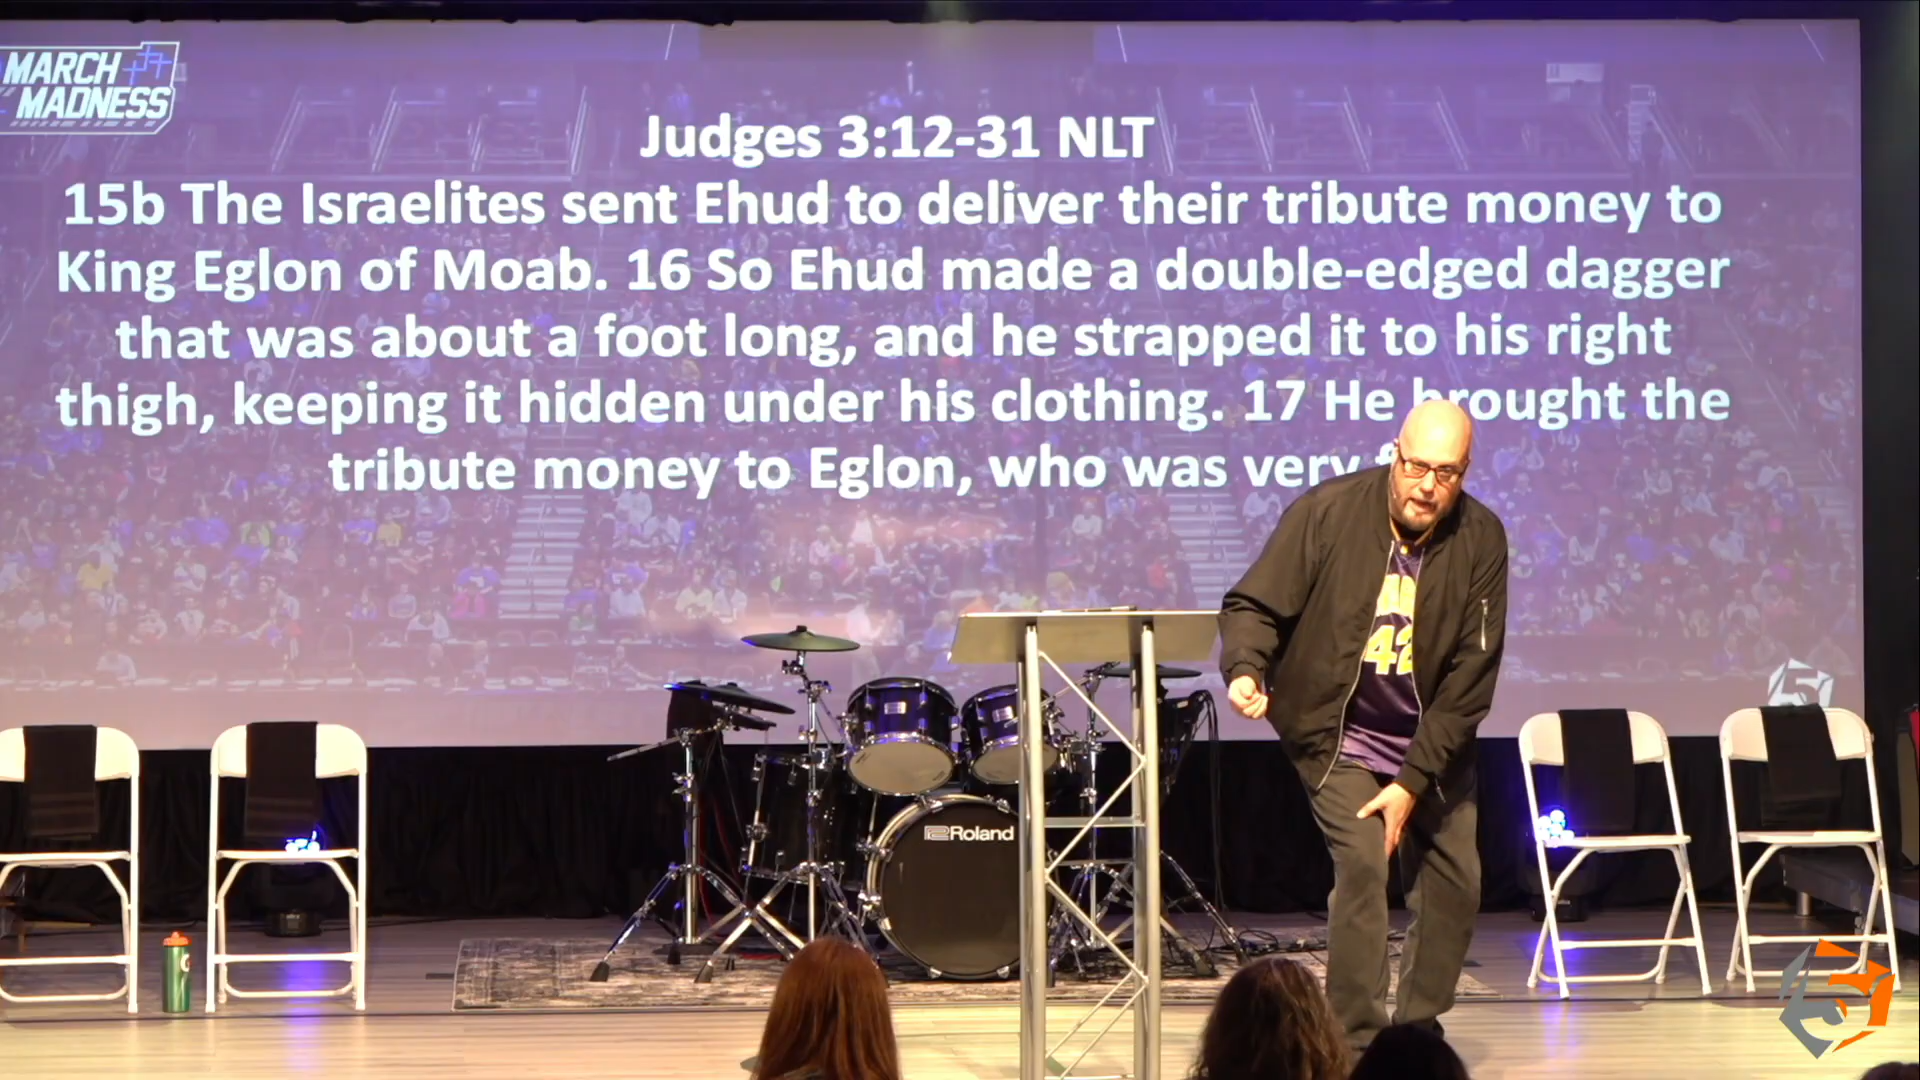 MARCH
MADNESS
Judges 3:12-31 NLT
15b The Israelites sent Ehud to deliver their tribute money to
King Eglon of Moab. 16 So Ehud made a double-edged dagger
that was about a foot long, and he strapped it to his right
thigh, keeping it hidden under his clothing. 17 He brought the
tribute money to Eglon, who was very
42
Roland